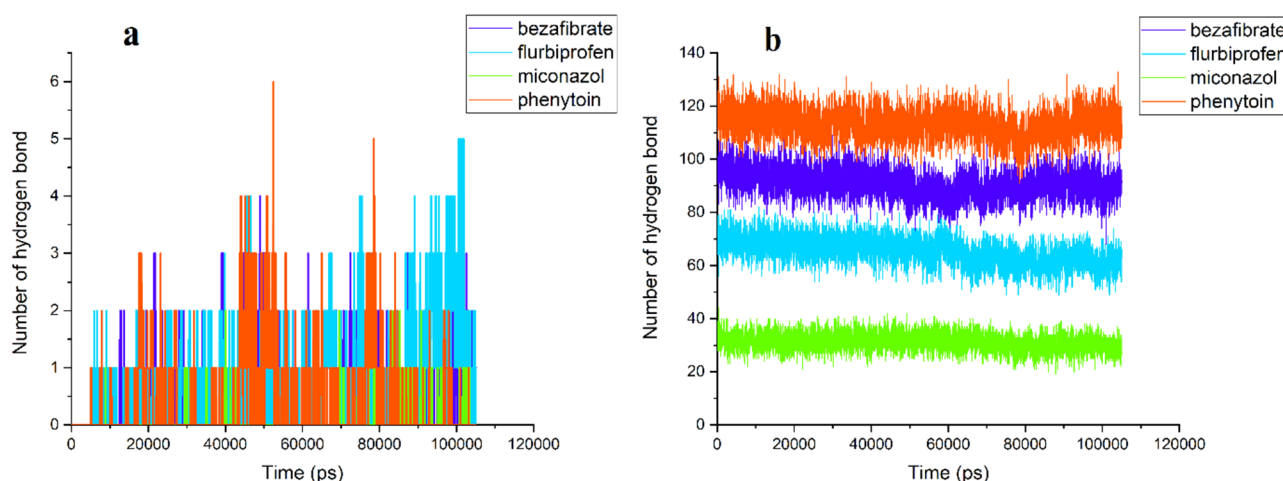 a
bezafibrate
flurbiprofen
miconazol
phenytoin
Number of hydrogen bond
6
5
4
3
2
1
0
0 20000 40000 60000 80000 100000 120000
Time (ps)
b
bezafibrate
flurbiprofen
miconazol
phenytoin
Number of hydrogen bond
140
120
100
80
60
40
20
0
0 20000 40000 60000 80000 100000 120000
Time (ps)